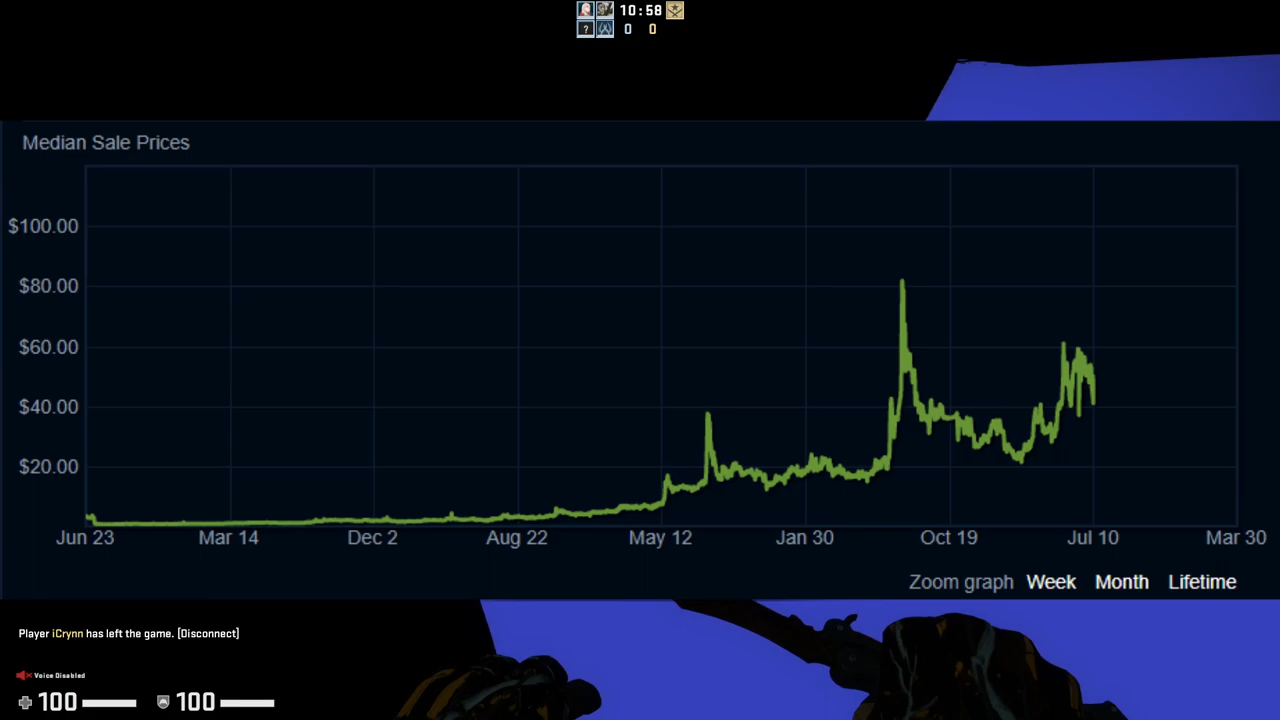 10:58
? 0 0
Median Sale Prices
$100.00
$80.00
$60.00
$40.00
$20.00
Jun 23 Mar 14 Dec 2 Aug 22 May 12 Jan 30 Oct 19 Jul 10 Mar 30
Zoom graph Week Month Lifetime
Player iCrynn has left the game. [Disconnect]
Voice Disabled
100 100